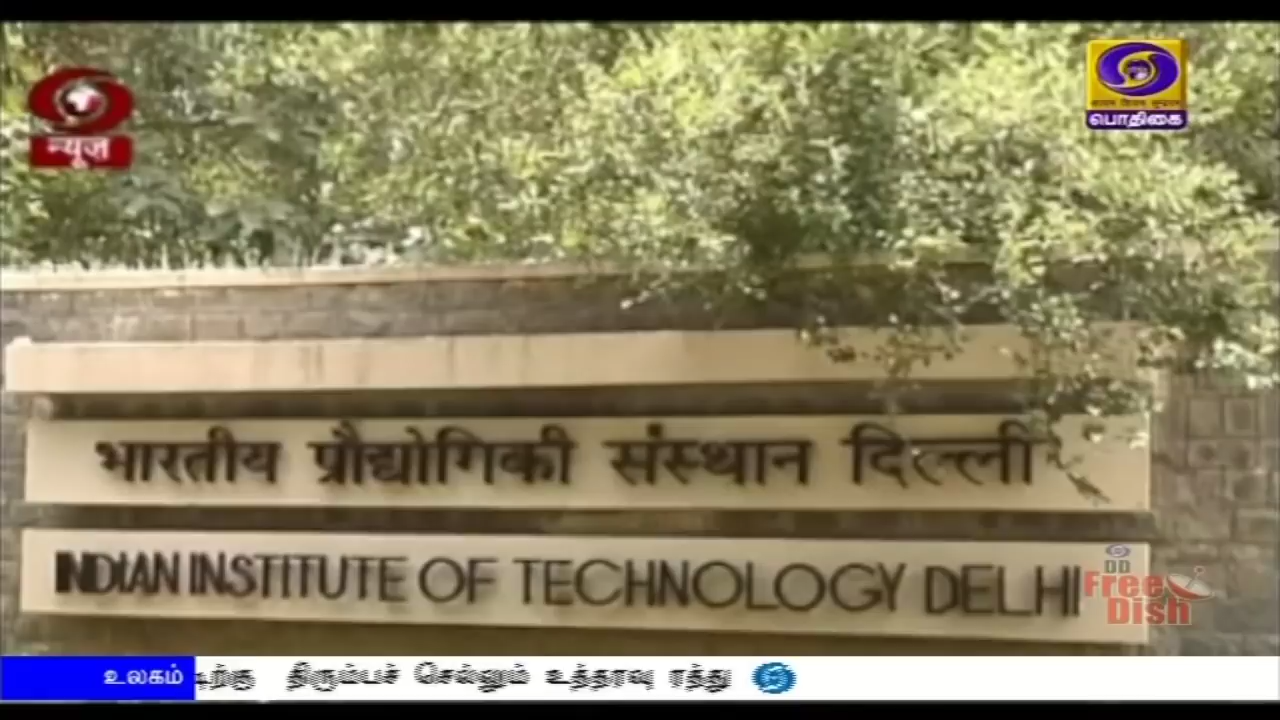 न्यूज़
பொதிகை
भारतीय प्रौद्योगिकी संस्थान दिल्ली
INDIAN INSTITUTE OF TECHNOLOGY DELHI
DD
Free
Dish
உலகம்
திரும்பச் செல்லும் உத்தரவு ரத்து